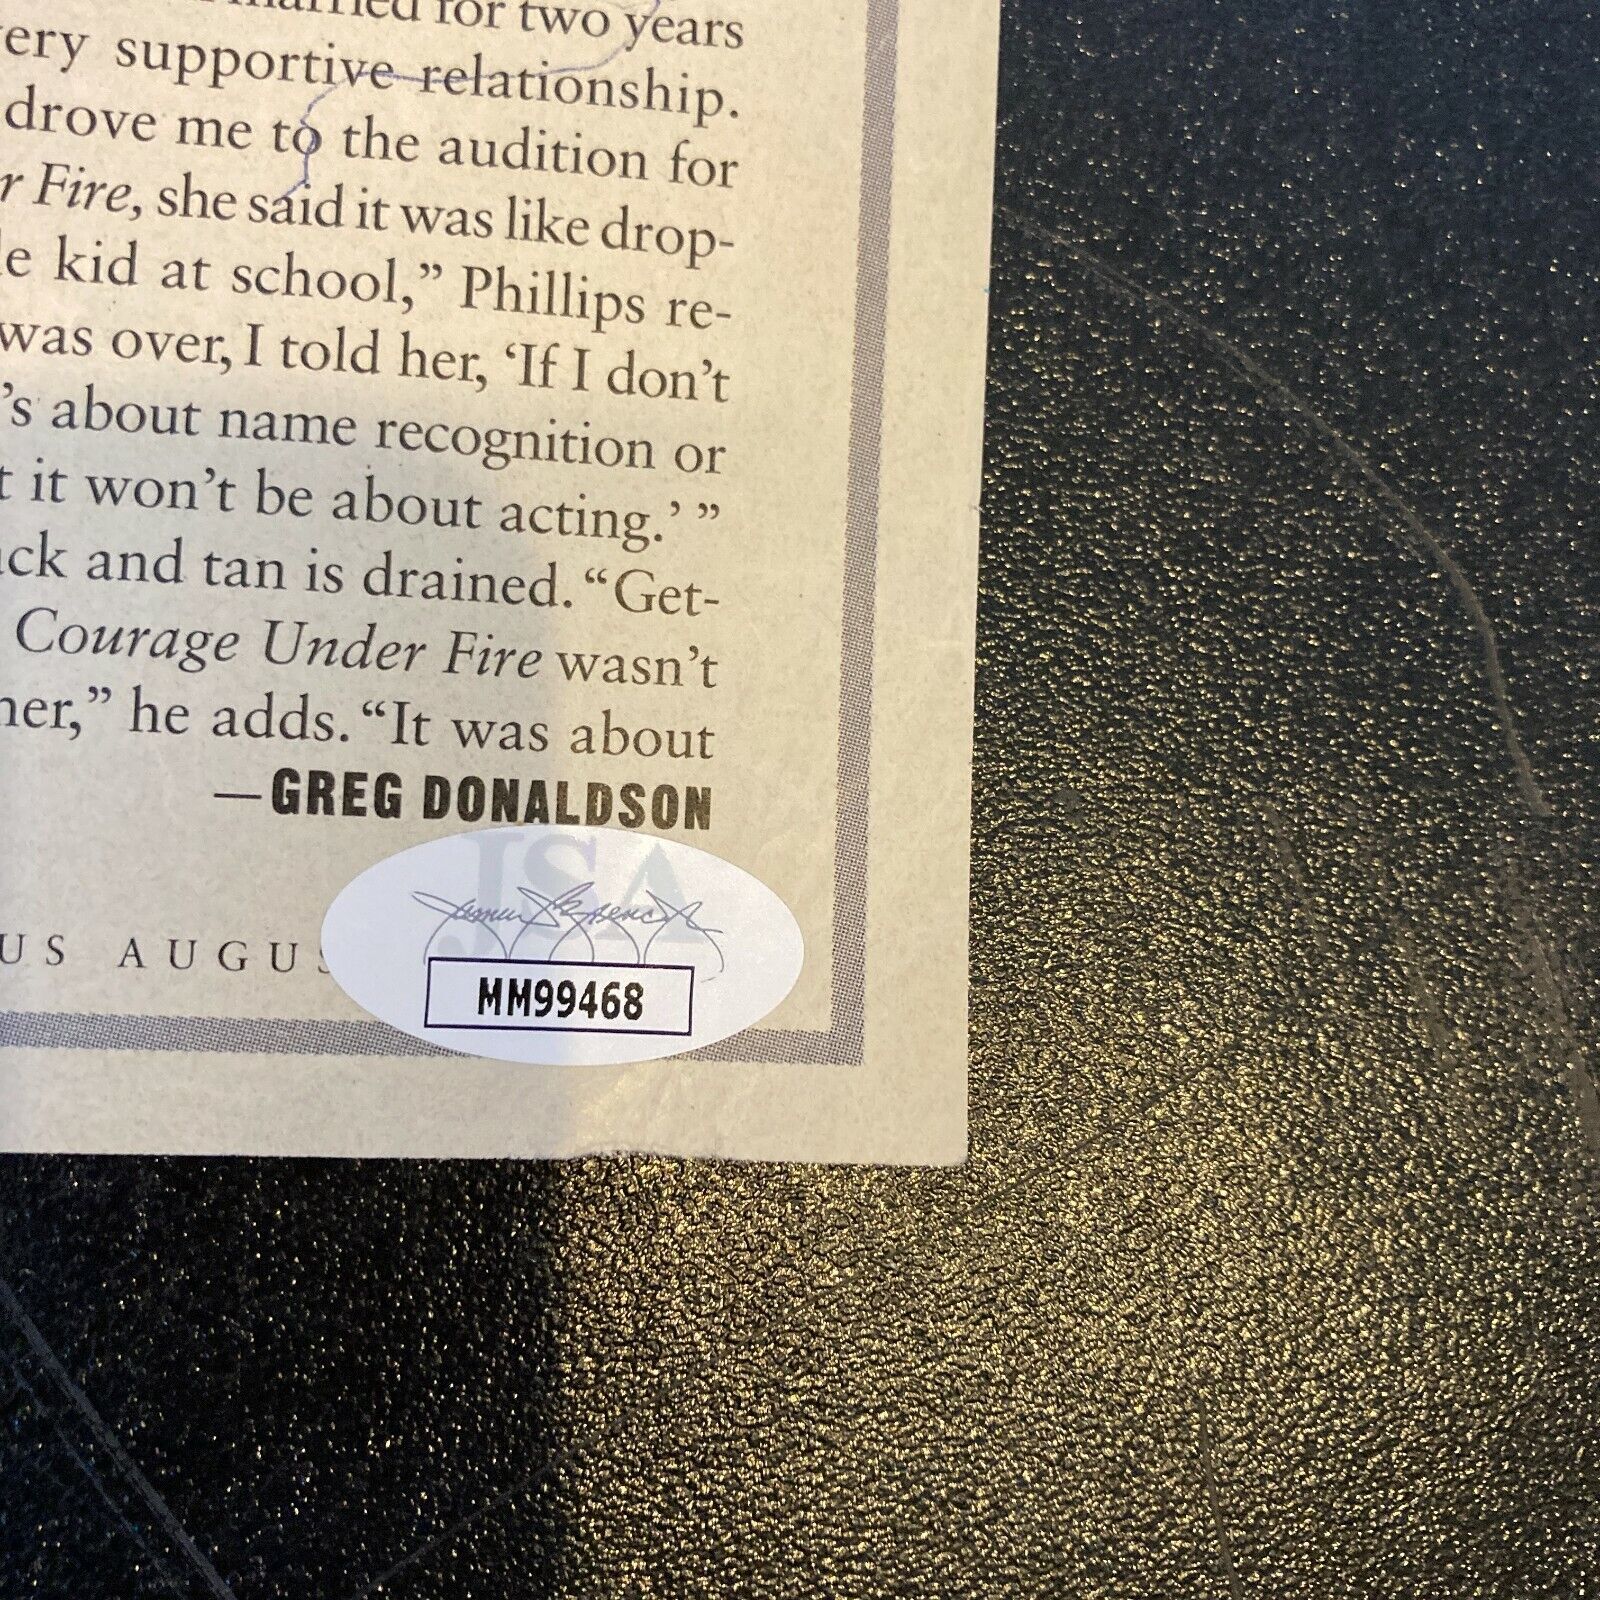 married for two years
ery supportive relationship.
drove me to the audition for
r Fire, she said it was like drop-
e kid at school,” Phillips re-
was over, I told her, ‘If I don’t
’s about name recognition or
t it won’t be about acting.’ ”
ck and tan is drained. “Get-
Courage Under Fire wasn’t
her,” he adds. “It was about
—GREG DONALDSON
JSA
US AUGUS
MM99468